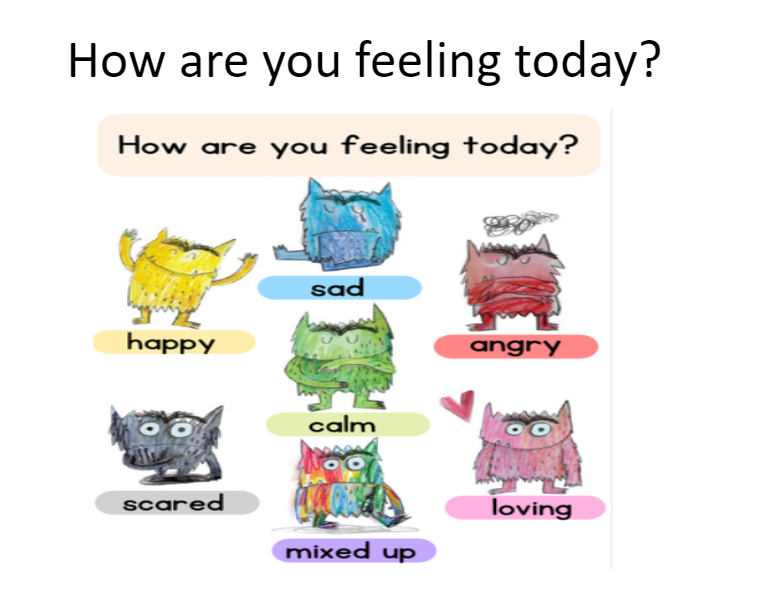 How are you feeling today?
How are you feeling today?
sad
happy
angry
calm
scared
loving
mixed up